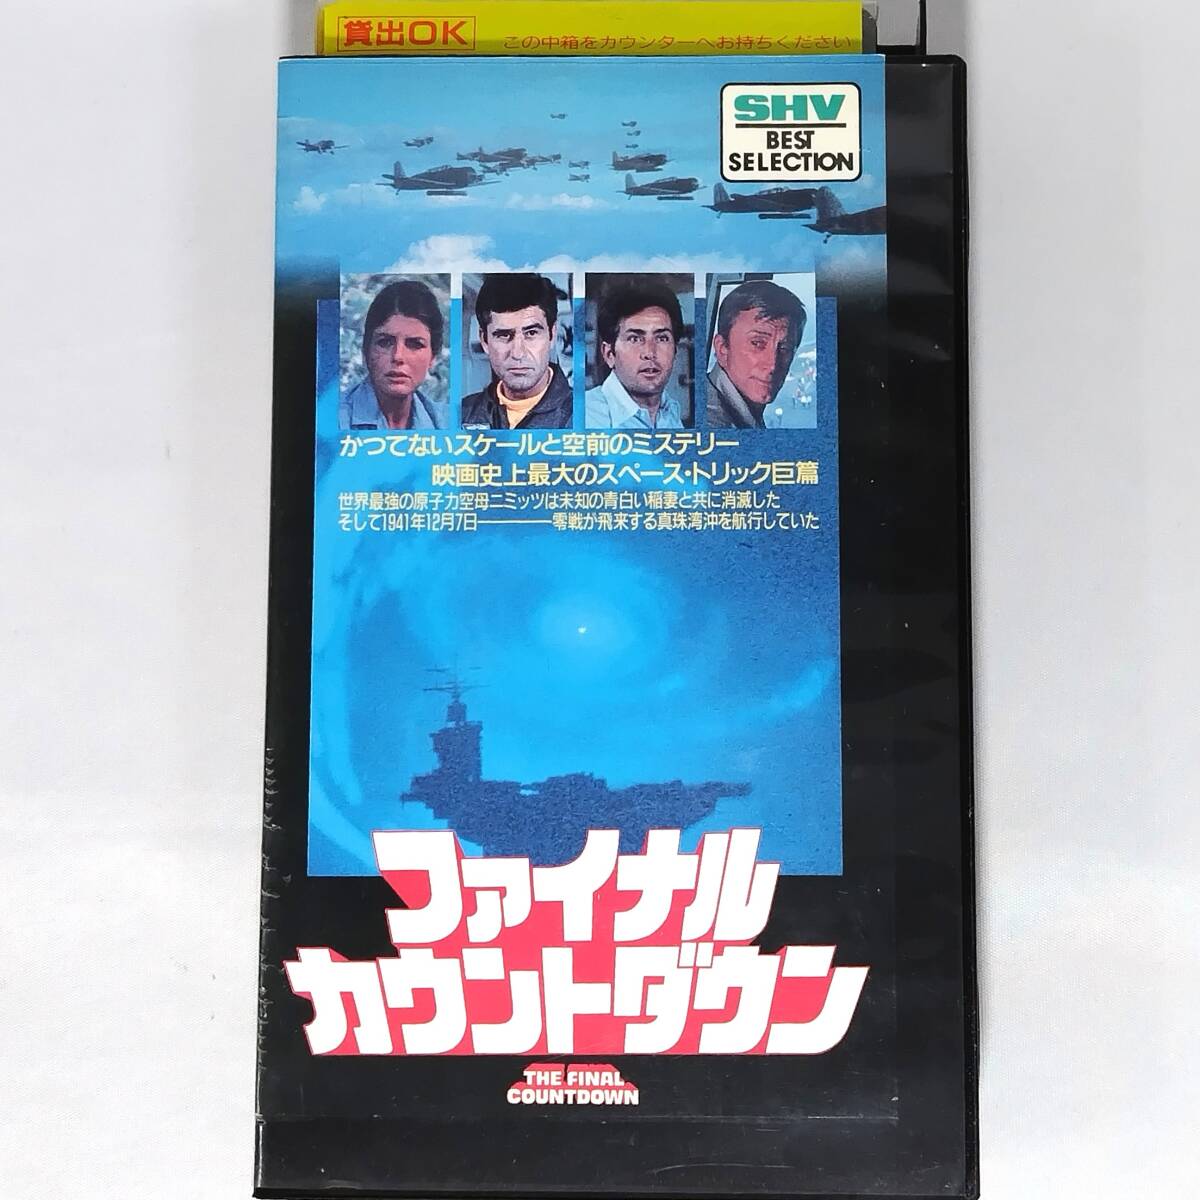 貸出OK
この中箱をカウンターへお持ちください
SHV
BEST
SELECTION
かつてないスケールと空前のミステリー
映画史上最大のスペース・トリック巨篇
世界最強の原子力空母ニミッツは未知の青白い稲妻と共に消滅した
そして1941年12月7日————零戦が飛来する真珠湾沖を航行していた
ファイナル
カウントダウン
THE FINAL
COUNTDOWN